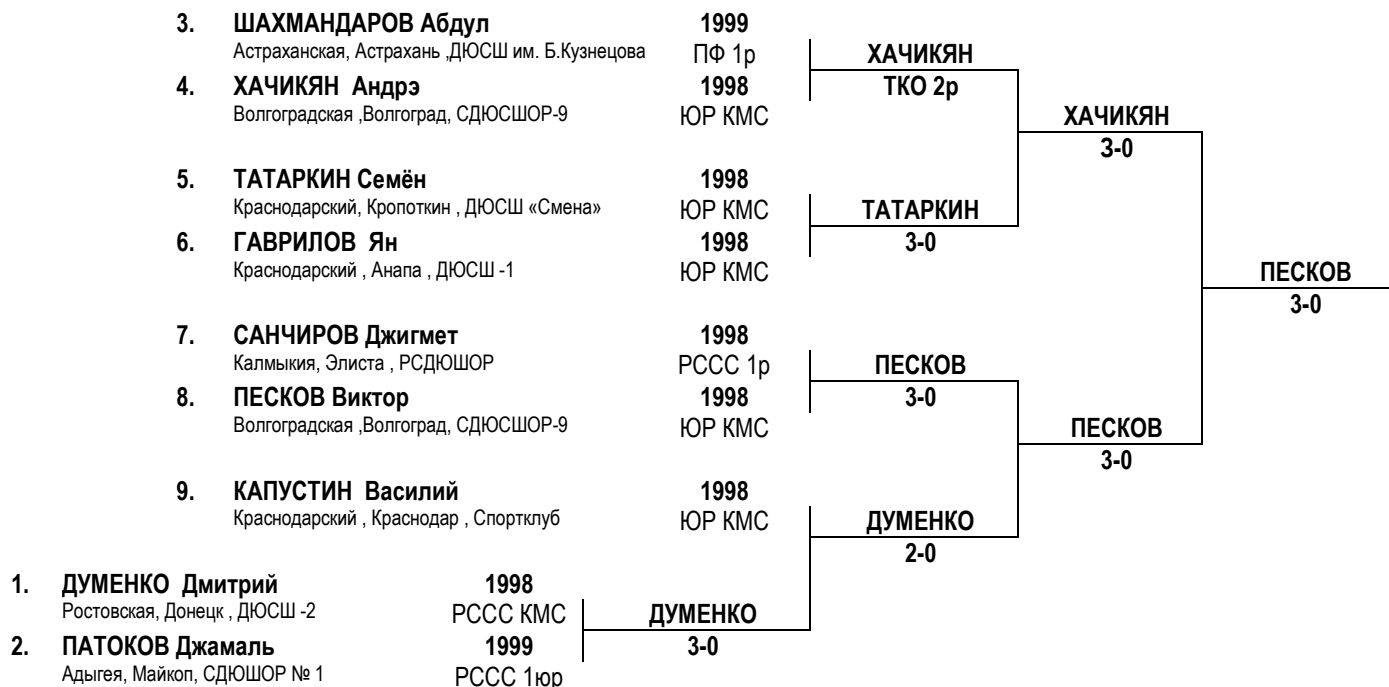 3. ШАХМАНДАРОВ Абдул 1999
Астраханская, Астрахань ,ДЮСШ им. Б.Кузнецова ПФ 1р ХАЧИКЯН
4. ХАЧИКЯН Андрэ 1998 ТКО 2р
Волгоградская ,Волгоград, СДЮСШОР-9 ЮР КМС ХАЧИКЯН
3-0
5. ТАТАРКИН Семён 1998
Краснодарский, Кропоткин , ДЮСШ «Смена» ЮР КМС ТАТАРКИН
6. ГАВРИЛОВ Ян 1998 3-0
Краснодарский , Анапа , ДЮСШ -1 ЮР КМС ПЕСКОВ
3-0
7. САНЧИРОВ Джигмет 1998
Калмыкия, Элиста , РСДЮШОР РССС 1р ПЕСКОВ
8. ПЕСКОВ Виктор 1998 3-0
Волгоградская ,Волгоград, СДЮСШОР-9 ЮР КМС ПЕСКОВ
3-0
9. КАПУСТИН Василий 1998
Краснодарский , Краснодар , Спортклуб ЮР КМС ДУМЕНКО
2-0
1. ДУМЕНКО Дмитрий 1998
Ростовская, Донецк , ДЮСШ -2 РССС КМС ДУМЕНКО
2. ПАТОКОВ Джамаль 1999 3-0
Адыгея, Майкоп, СДЮШОР № 1 РССС 1юр